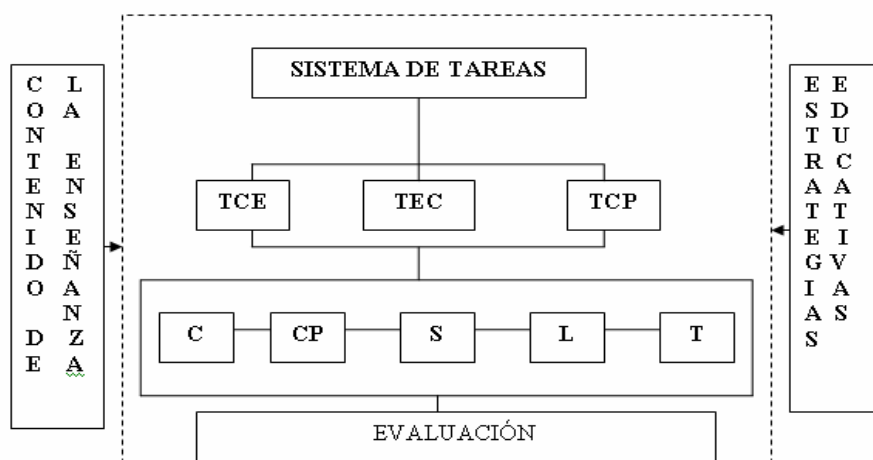 SISTEMA DE TAREAS
CONTENIDO DE
LA ENSEÑANZA
TCE
TEC
TCP
C
CP
S
L
T
EVALUACIÓN
ESTRATEGIAS
EDUCATIVAS